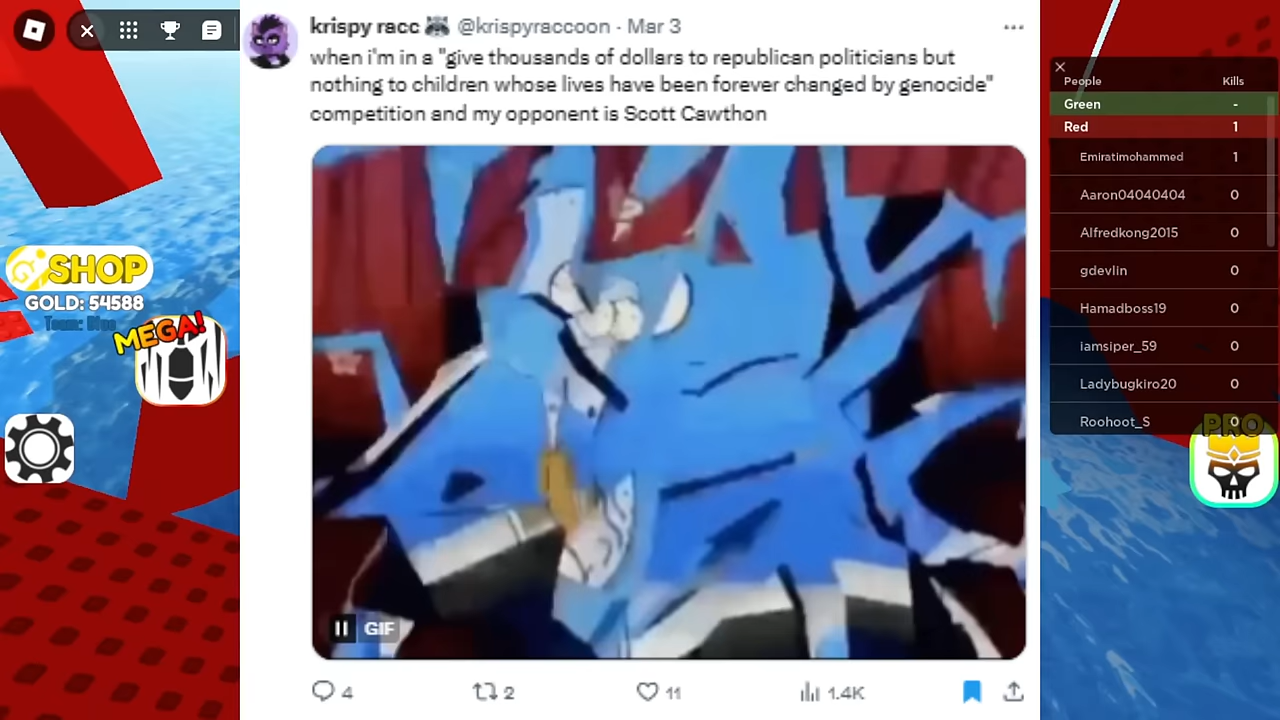 krispy racc 🦝 @krispyraccoon · Mar 3
when i'm in a "give thousands of dollars to republican politicians but
nothing to children whose lives have been forever changed by genocide"
competition and my opponent is Scott Cawthon
GIF
4
2
11
1.4K
SHOP
GOLD: 54588
Team: Blue
MEGA!
People Kills
Green -
Red 1
Emiratimohammed 1
Aaron04040404 0
Alfredkong2015 0
gdevlin 0
Hamadboss19 0
iamsiper_59 0
Ladybugkiro20 0
Roohoot_S 0
PRO